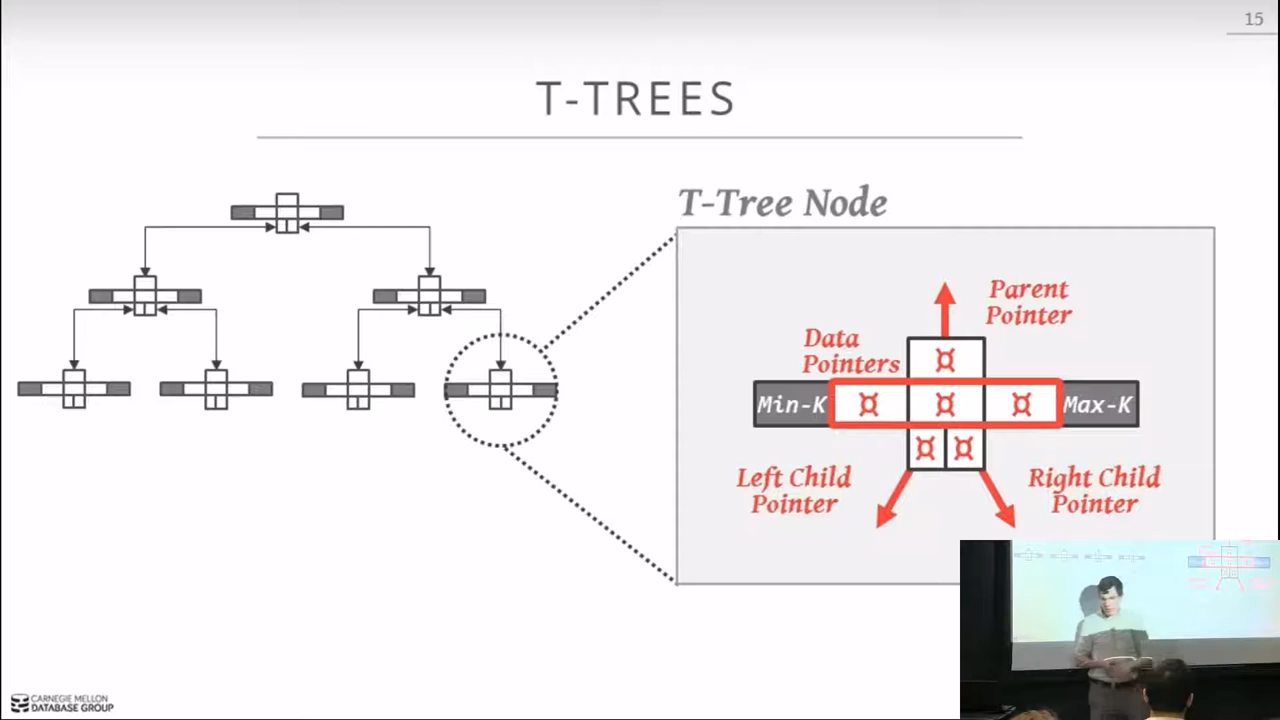 15
T-TREES
T-Tree Node
Parent
Pointer
Data
Pointers
Min-K
Max-K
Left Child
Pointer
Right Child
Pointer
CARNEGIE MELLON
DATABASE GROUP